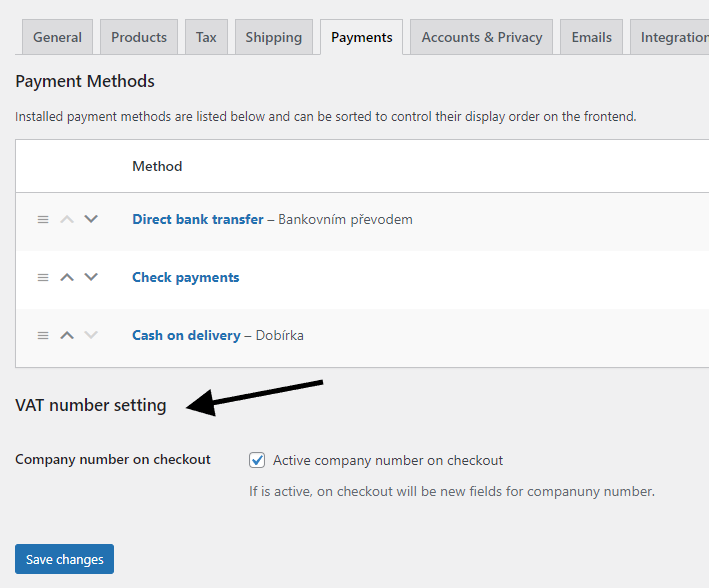 General Products Tax Shipping Payments Accounts & Privacy Emails Integration
Payment Methods
Installed payment methods are listed below and can be sorted to control their display order on the frontend.
Method
Direct bank transfer – Bankovním převodem
Check payments
Cash on delivery – Dobírka
VAT number setting
Company number on checkout Active company number on checkout
If is active, on checkout will be new fields for companuny number.
Save changes